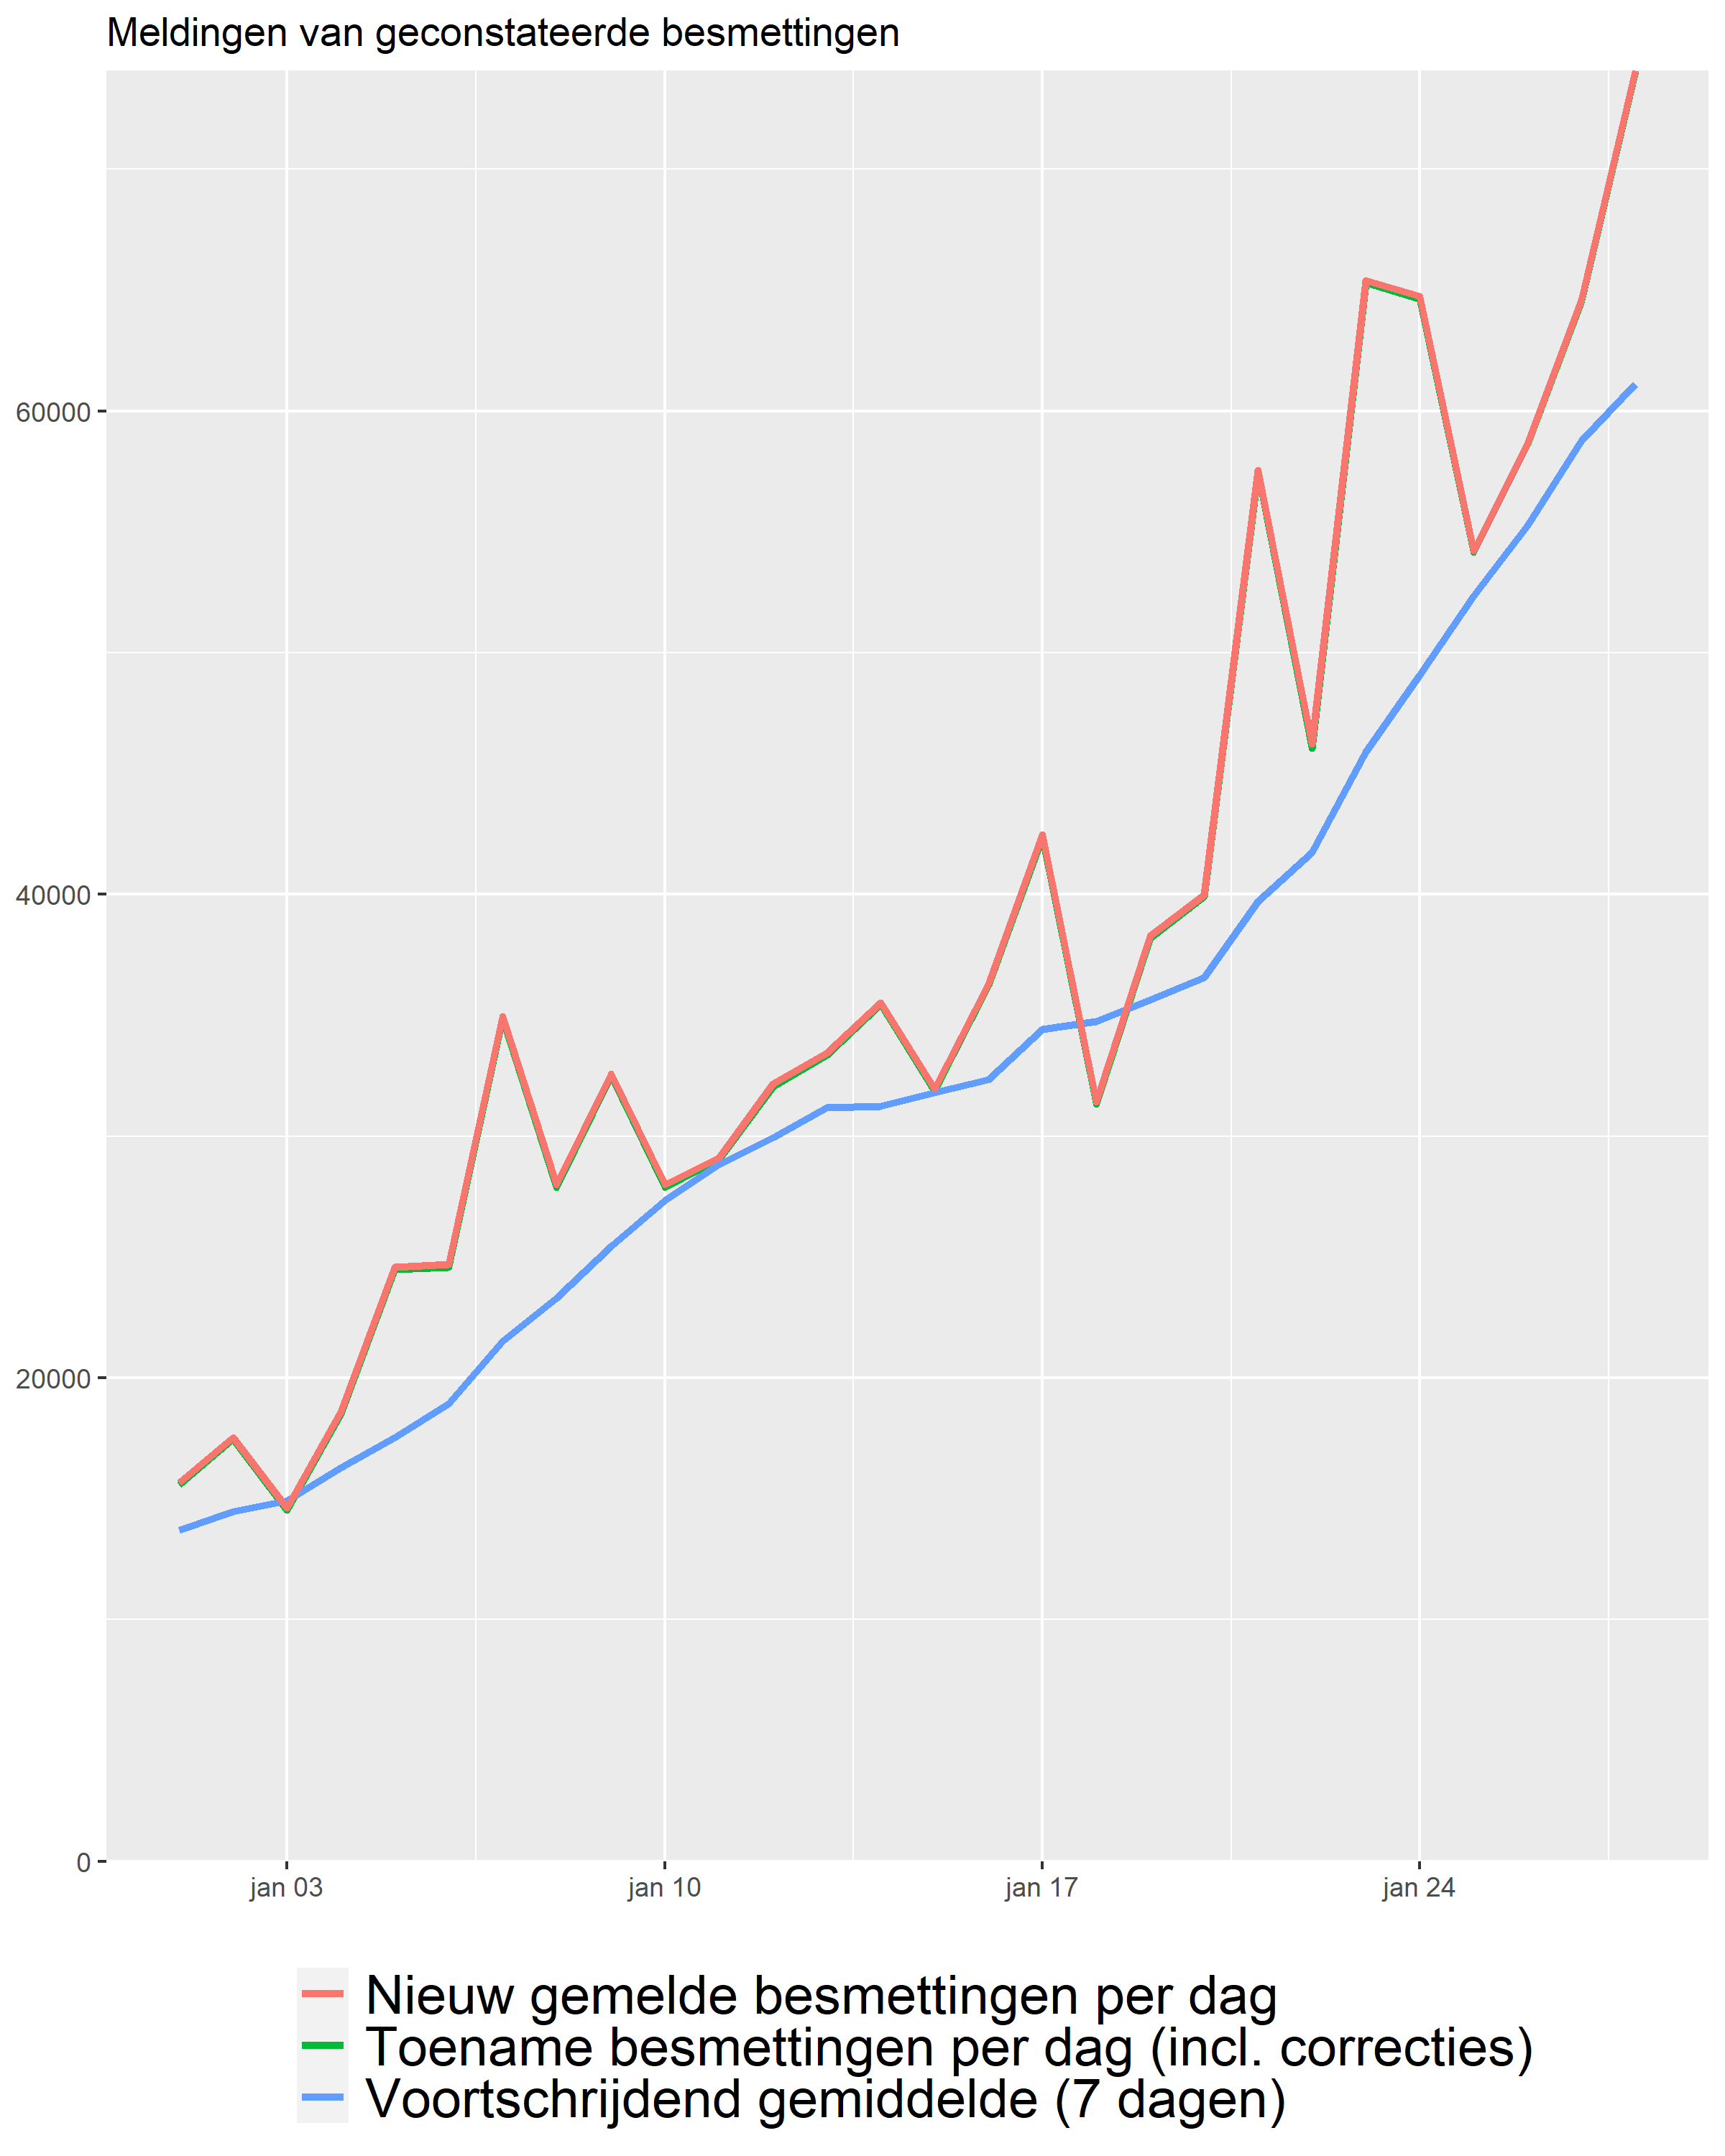 Meldingen van geconstateerde besmettingen
60000
40000
20000
0
jan 03
jan 10
jan 17
jan 24
Nieuw gemelde besmettingen per dag
Toename besmettingen per dag (incl. correcties)
Voortschrijdend gemiddelde (7 dagen)